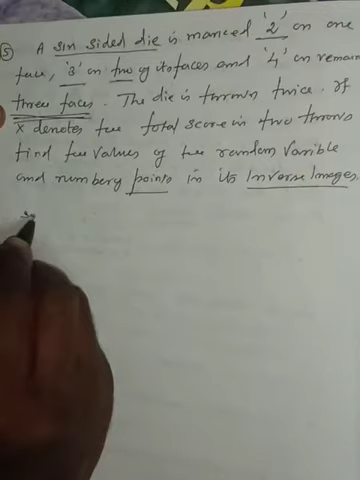 5) A six sided die is marked '2' on one
face, '3' on two of its faces and '4' on remain
three faces. The die is thrown twice. If
X denotes the total score in two throws
find the values of the random variable
and number of points in its Inverse Images.